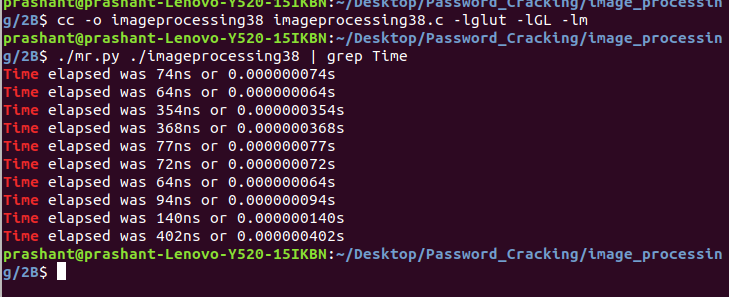 prashant@prashant-Lenovo-Y520-15IKBN:~/Desktop/Password_Cracking/image_processin
g/2B$ cc -o imageprocessing38 imageprocessing38.c -lglut -lGL -lm
prashant@prashant-Lenovo-Y520-15IKBN:~/Desktop/Password_Cracking/image_processin
g/2B$ ./mr.py ./imageprocessing38 | grep Time
Time elapsed was 74ns or 0.000000074s
Time elapsed was 64ns or 0.000000064s
Time elapsed was 354ns or 0.000000354s
Time elapsed was 368ns or 0.000000368s
Time elapsed was 77ns or 0.000000077s
Time elapsed was 72ns or 0.000000072s
Time elapsed was 64ns or 0.000000064s
Time elapsed was 94ns or 0.000000094s
Time elapsed was 140ns or 0.000000140s
Time elapsed was 402ns or 0.000000402s
prashant@prashant-Lenovo-Y520-15IKBN:~/Desktop/Password_Cracking/image_processin
g/2B$